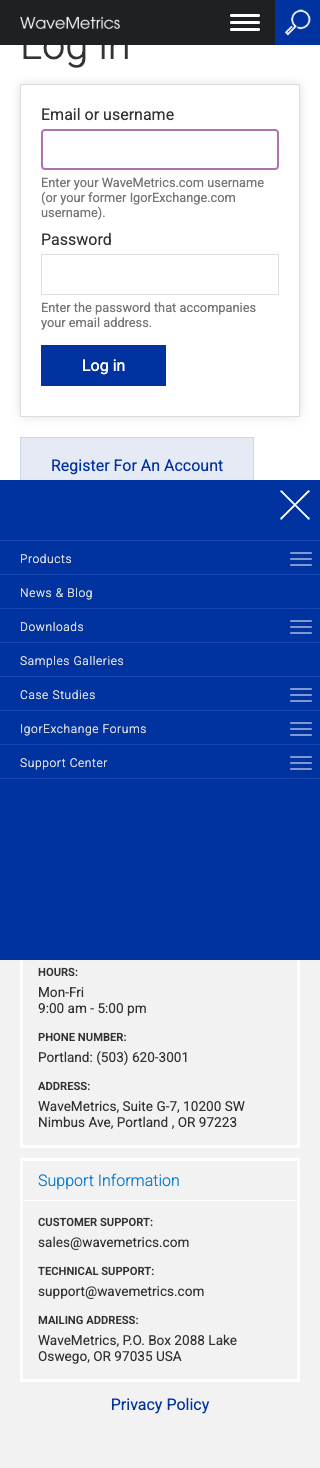 WaveMetrics
Log in
Email or username
Enter your WaveMetrics.com username
(or your former IgorExchange.com
username).
Password
Enter the password that accompanies
your email address.
Log in
Register For An Account
Products
News & Blog
Downloads
Samples Galleries
Case Studies
IgorExchange Forums
Support Center
HOURS:
Mon-Fri
9:00 am - 5:00 pm
PHONE NUMBER:
Portland: (503) 620-3001
ADDRESS:
WaveMetrics, Suite G-7, 10200 SW
Nimbus Ave, Portland , OR 97223
Support Information
CUSTOMER SUPPORT:
sales@wavemetrics.com
TECHNICAL SUPPORT:
support@wavemetrics.com
MAILING ADDRESS:
WaveMetrics, P.O. Box 2088 Lake
Oswego, OR 97035 USA
Privacy Policy